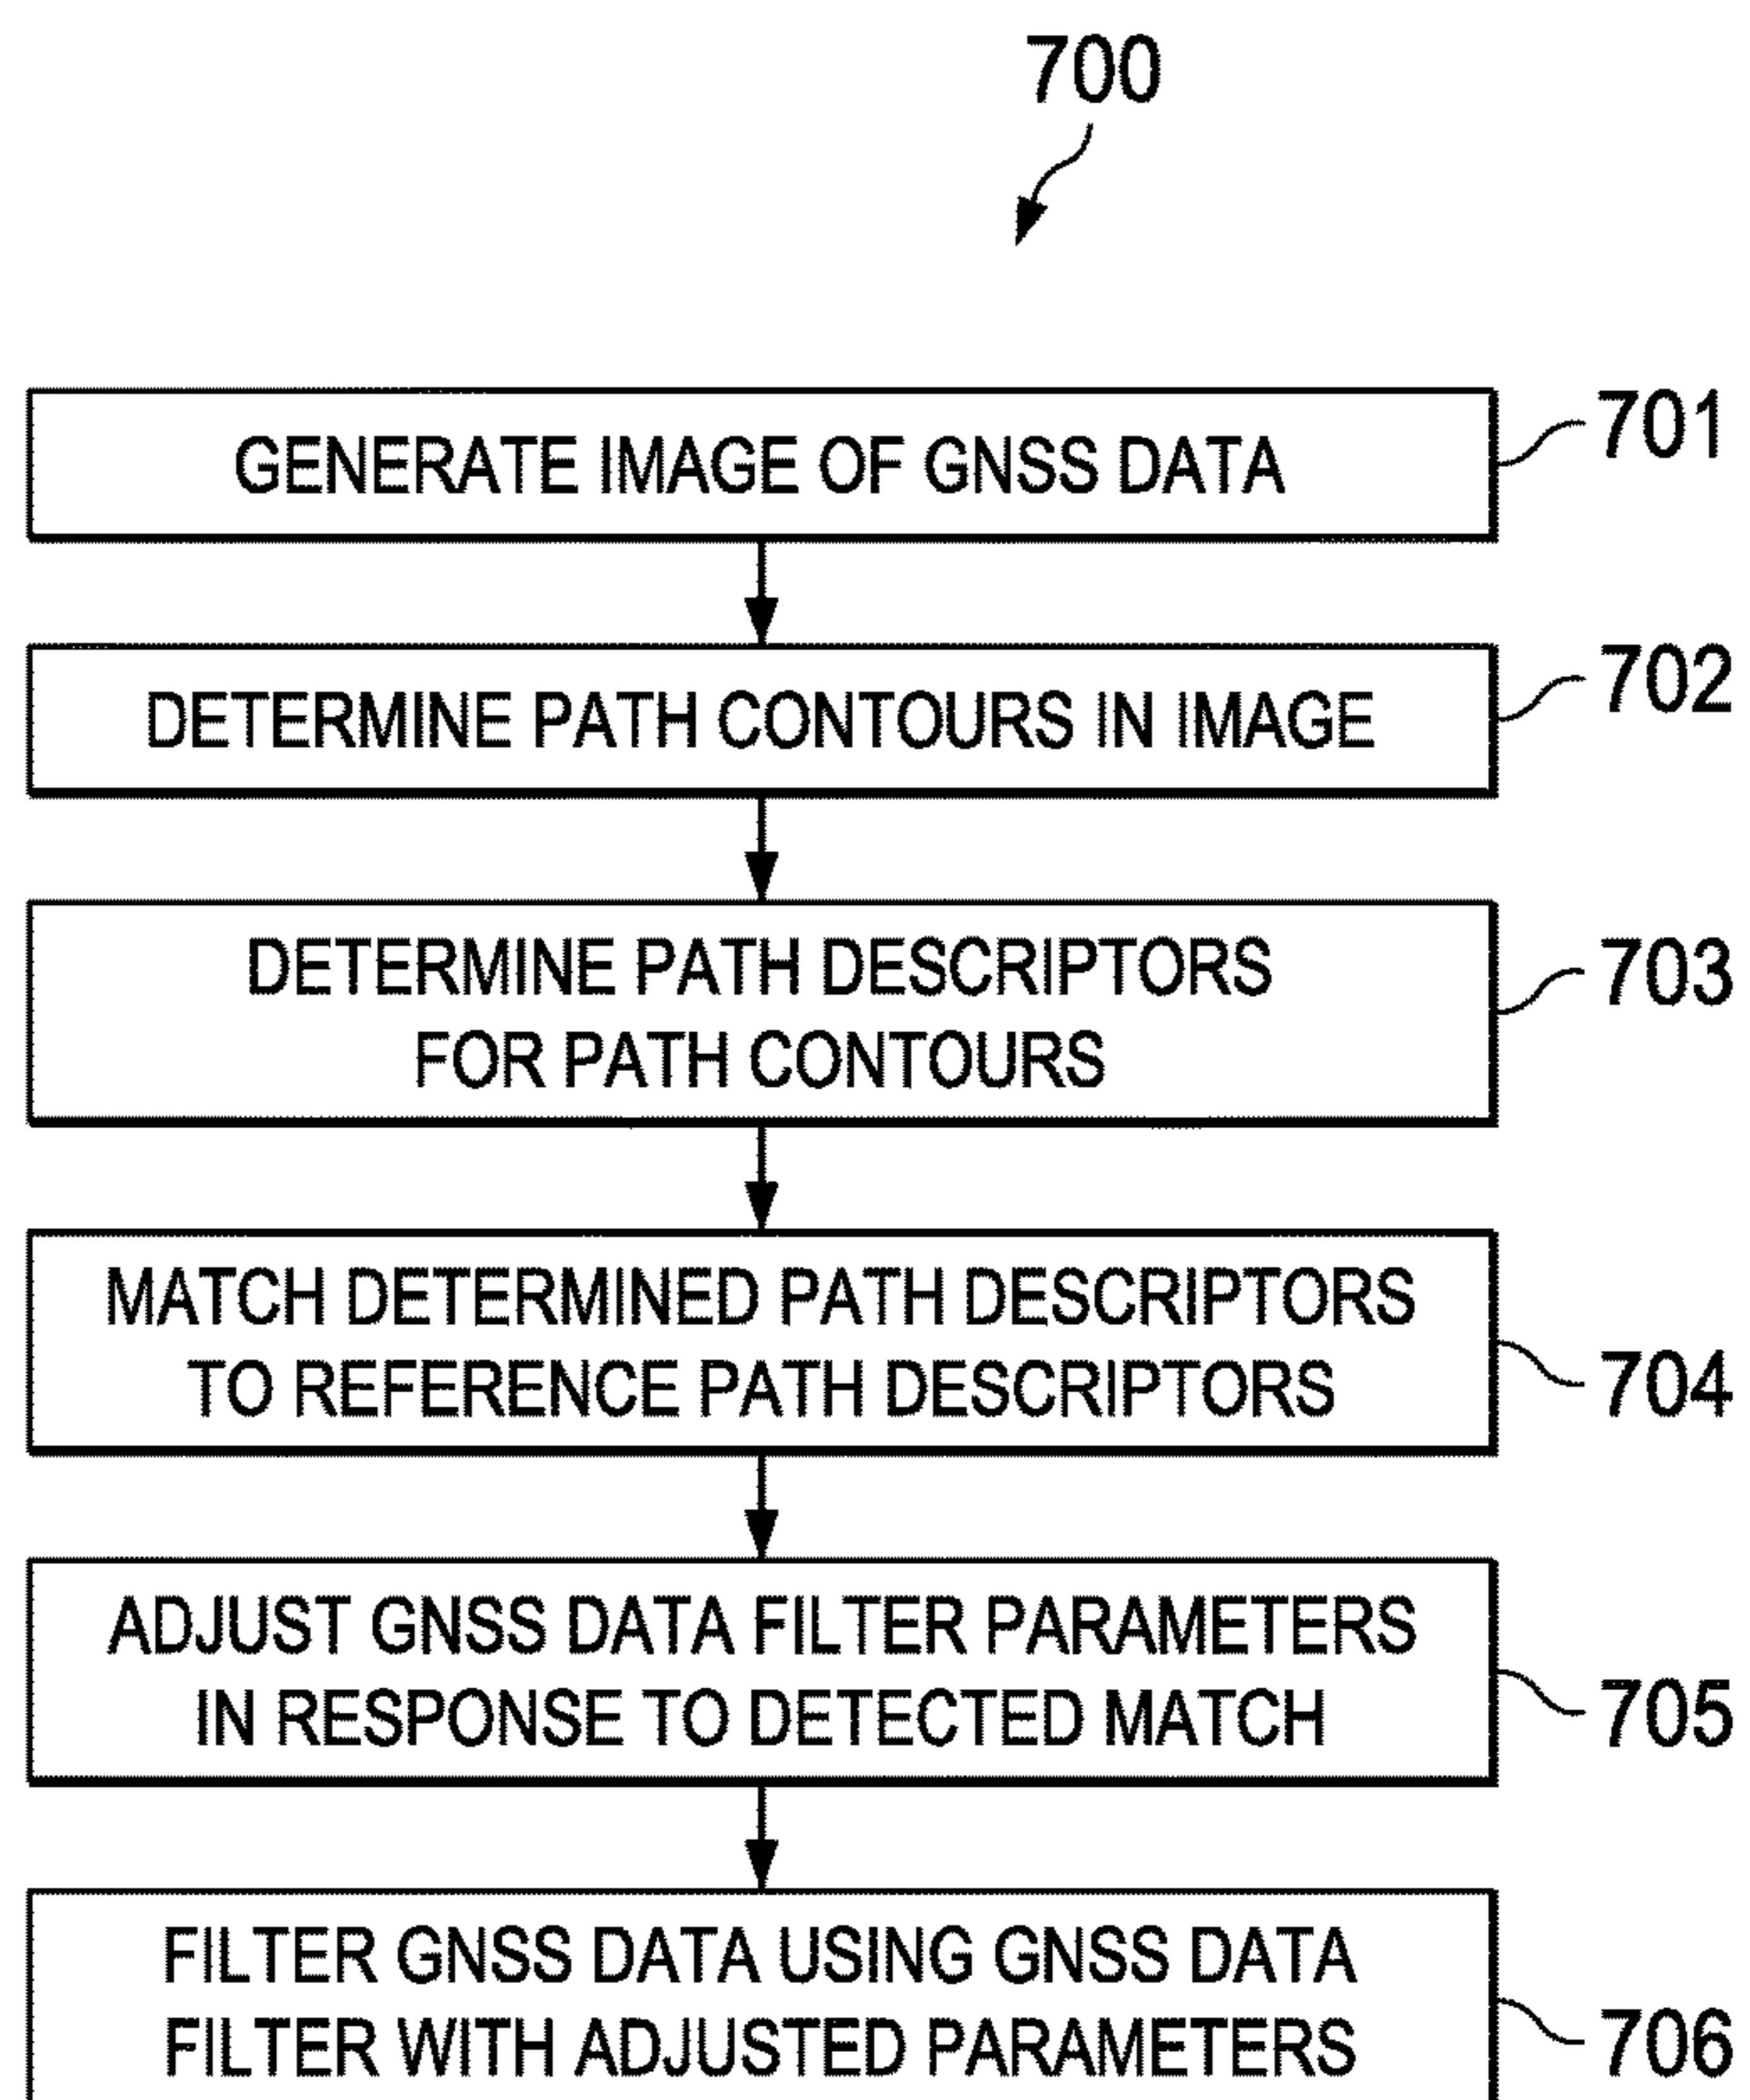 700
GENERATE IMAGE OF GNSS DATA
701
DETERMINE PATH CONTOURS IN IMAGE
702
DETERMINE PATH DESCRIPTORS
FOR PATH CONTOURS
703
MATCH DETERMINED PATH DESCRIPTORS
TO REFERENCE PATH DESCRIPTORS
704
ADJUST GNSS DATA FILTER PARAMETERS
IN RESPONSE TO DETECTED MATCH
705
FILTER GNSS DATA USING GNSS DATA
FILTER WITH ADJUSTED PARAMETERS
706